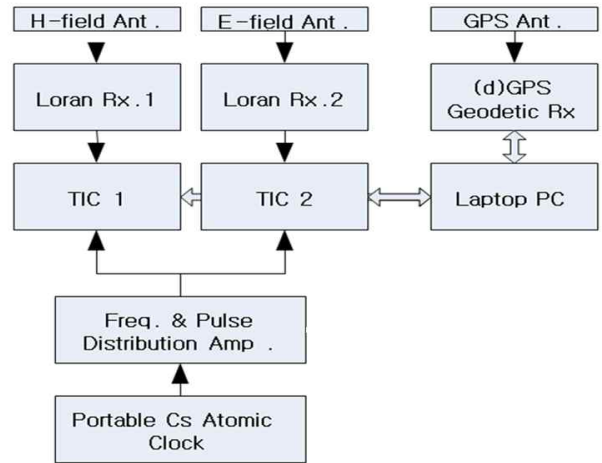 H-field Ant .
E-field Ant .
GPS Ant .
Loran Rx .1
Loran Rx .2
(d)GPS
Geodetic Rx
TIC 1
TIC 2
Laptop PC
Freq. & Pulse
Distribution Amp .
Portable Cs Atomic
Clock